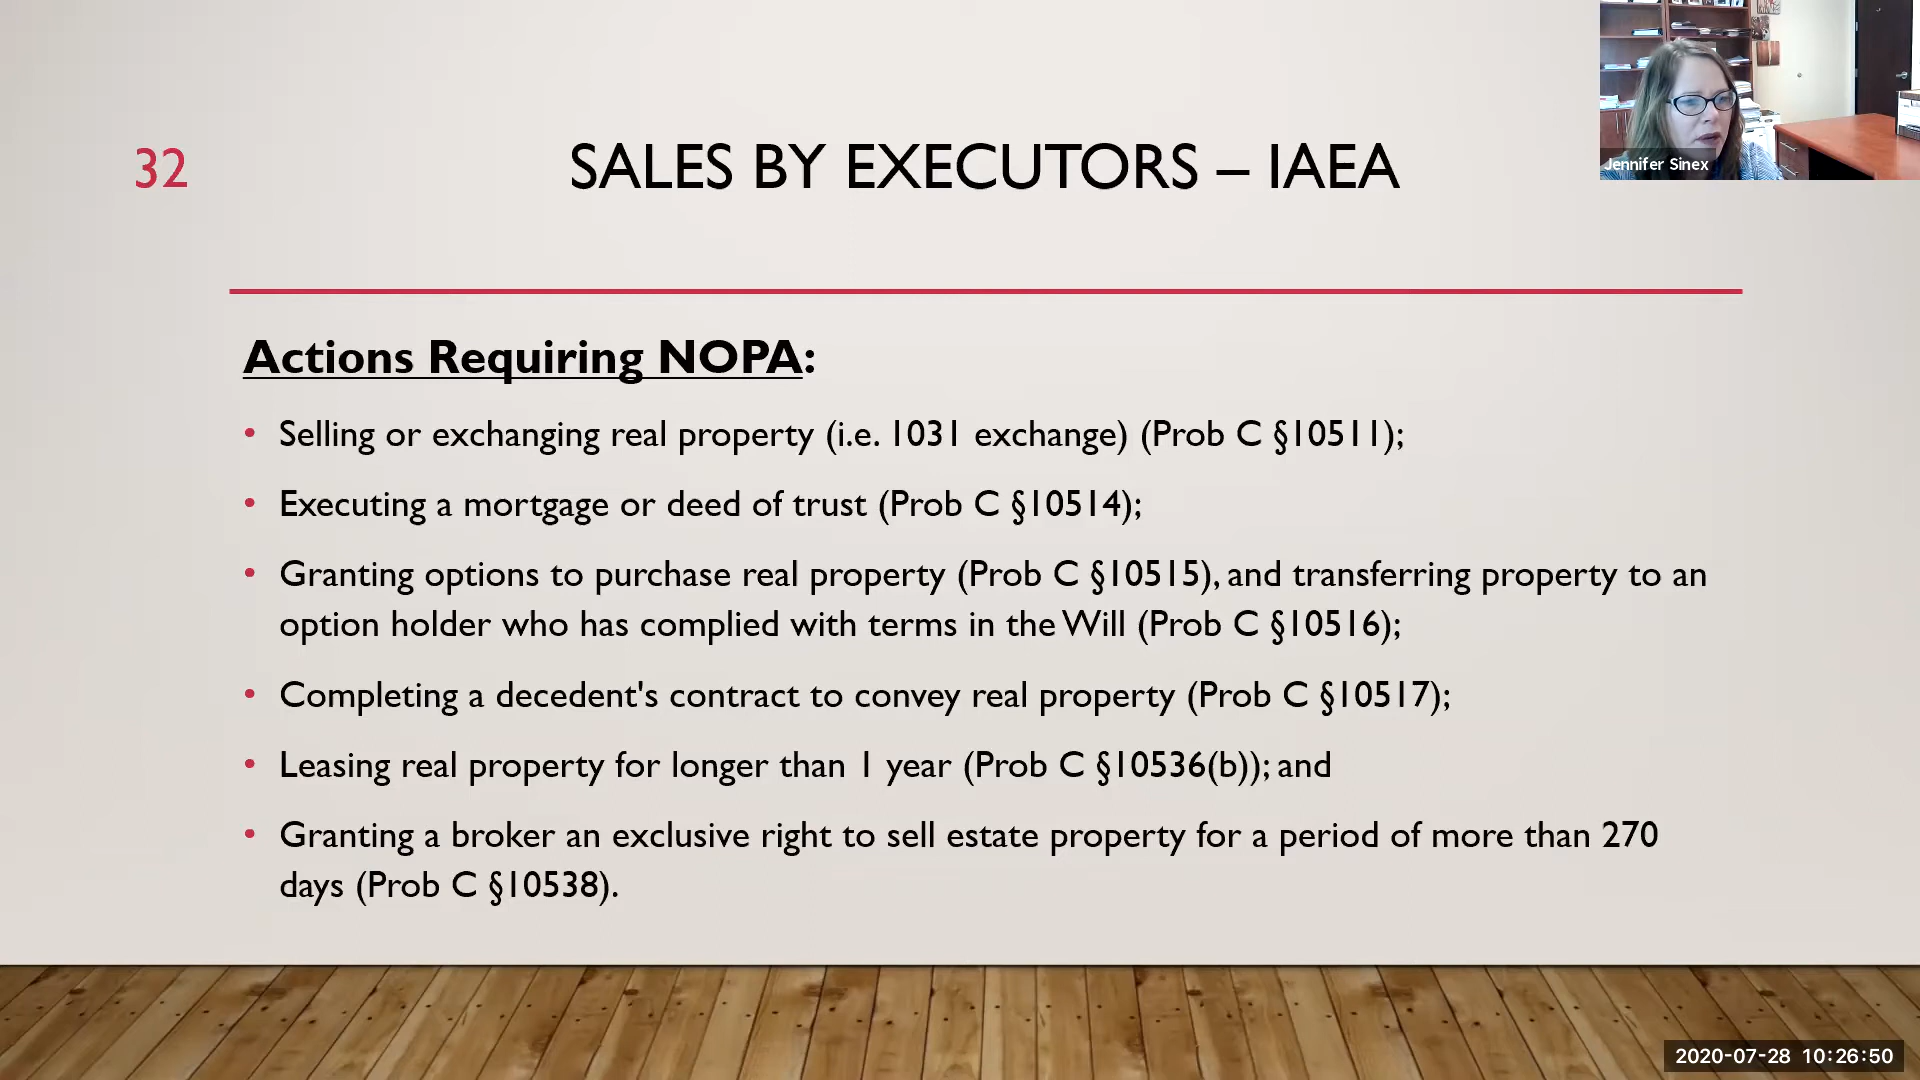 32
SALES BY EXECUTORS – IAEA
Jennifer Sinex
Actions Requiring NOPA:
• Selling or exchanging real property (i.e. 1031 exchange) (Prob C §10511);
• Executing a mortgage or deed of trust (Prob C §10514);
• Granting options to purchase real property (Prob C §10515), and transferring property to an
option holder who has complied with terms in the Will (Prob C §10516);
• Completing a decedent's contract to convey real property (Prob C §10517);
• Leasing real property for longer than 1 year (Prob C §10536(b)); and
• Granting a broker an exclusive right to sell estate property for a period of more than 270
days (Prob C §10538).
2020-07-28 10:26:50